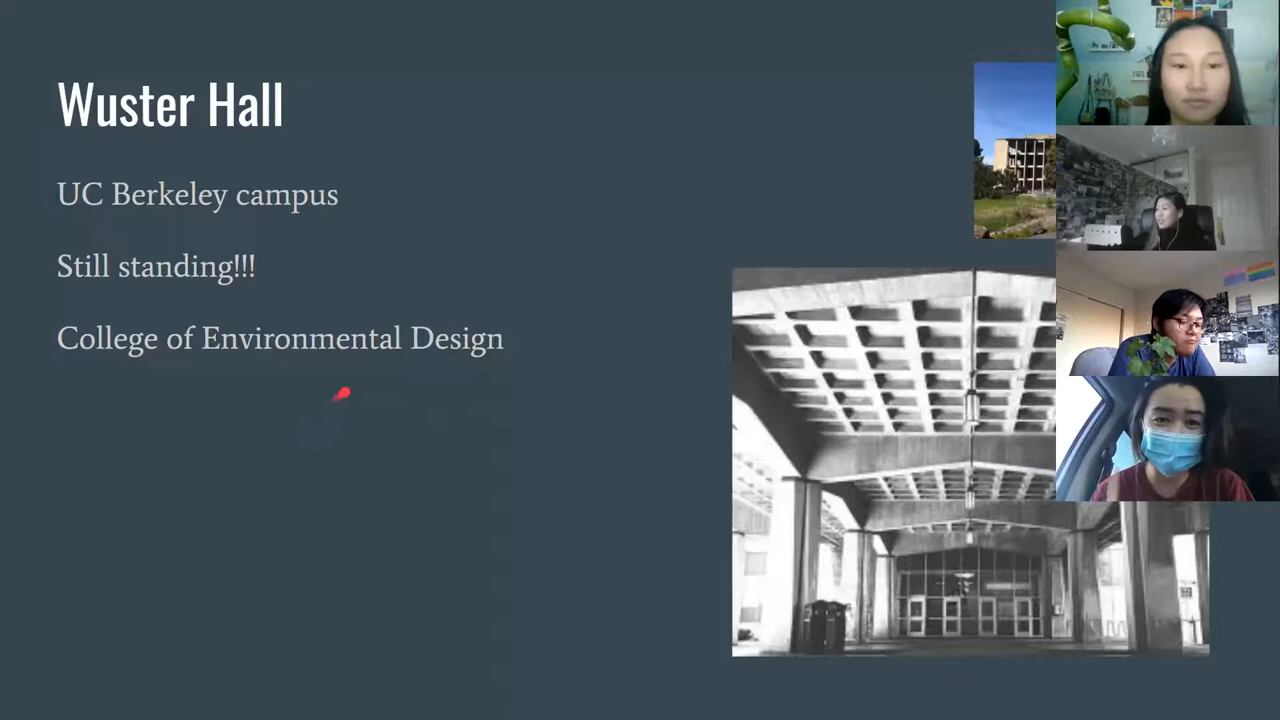 Wuster Hall
UC Berkeley campus
Still standing!!!
College of Environmental Design